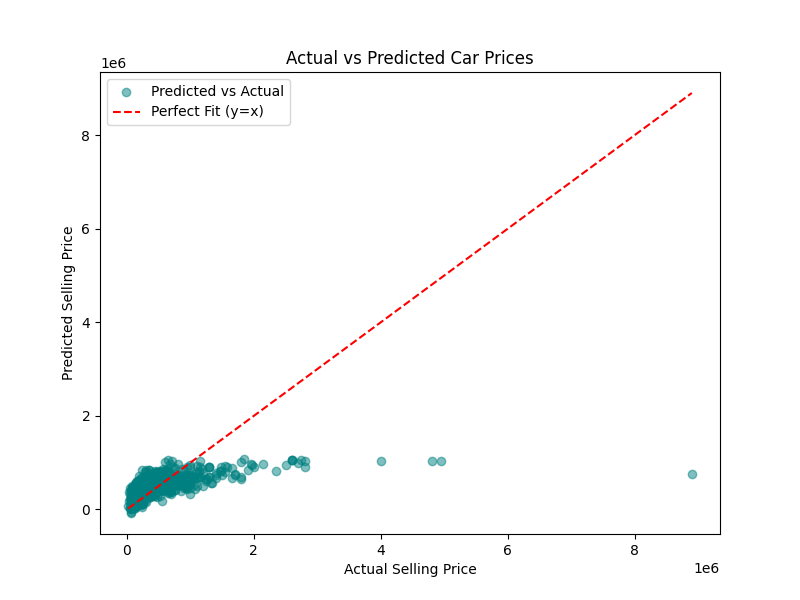 Actual vs Predicted Car Prices
1e6
Predicted vs Actual
Perfect Fit (y=x)
8
6
4
2
0
Predicted Selling Price
0 2 4 6 8
1e6
Actual Selling Price